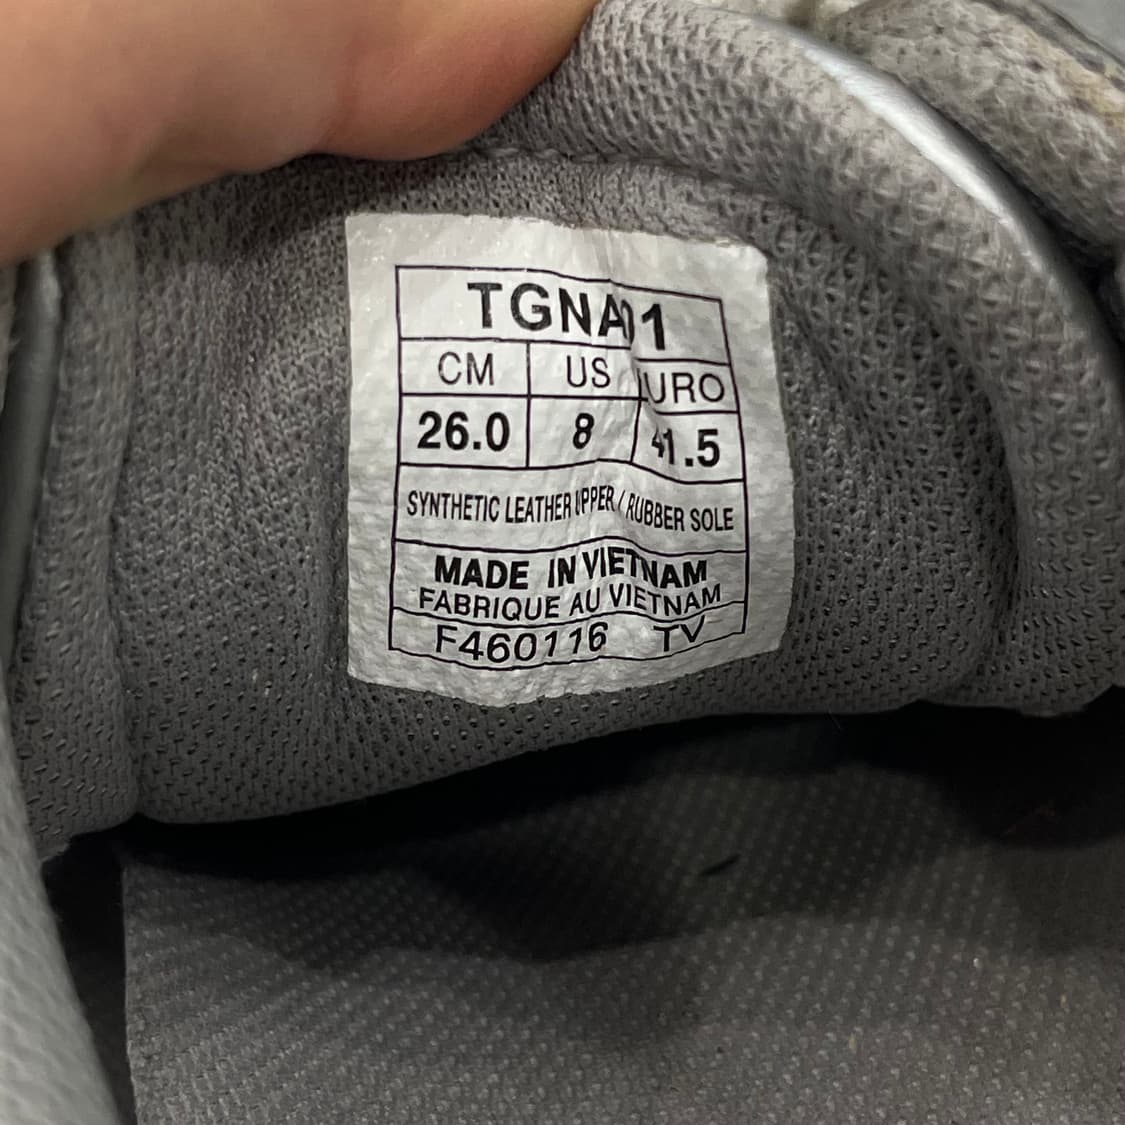 TGNA01
CM US EURO
26.0 8 41.5
SYNTHETIC LEATHER UPPER / RUBBER SOLE
MADE IN VIETNAM
FABRIQUE AU VIETNAM
F460116 TV